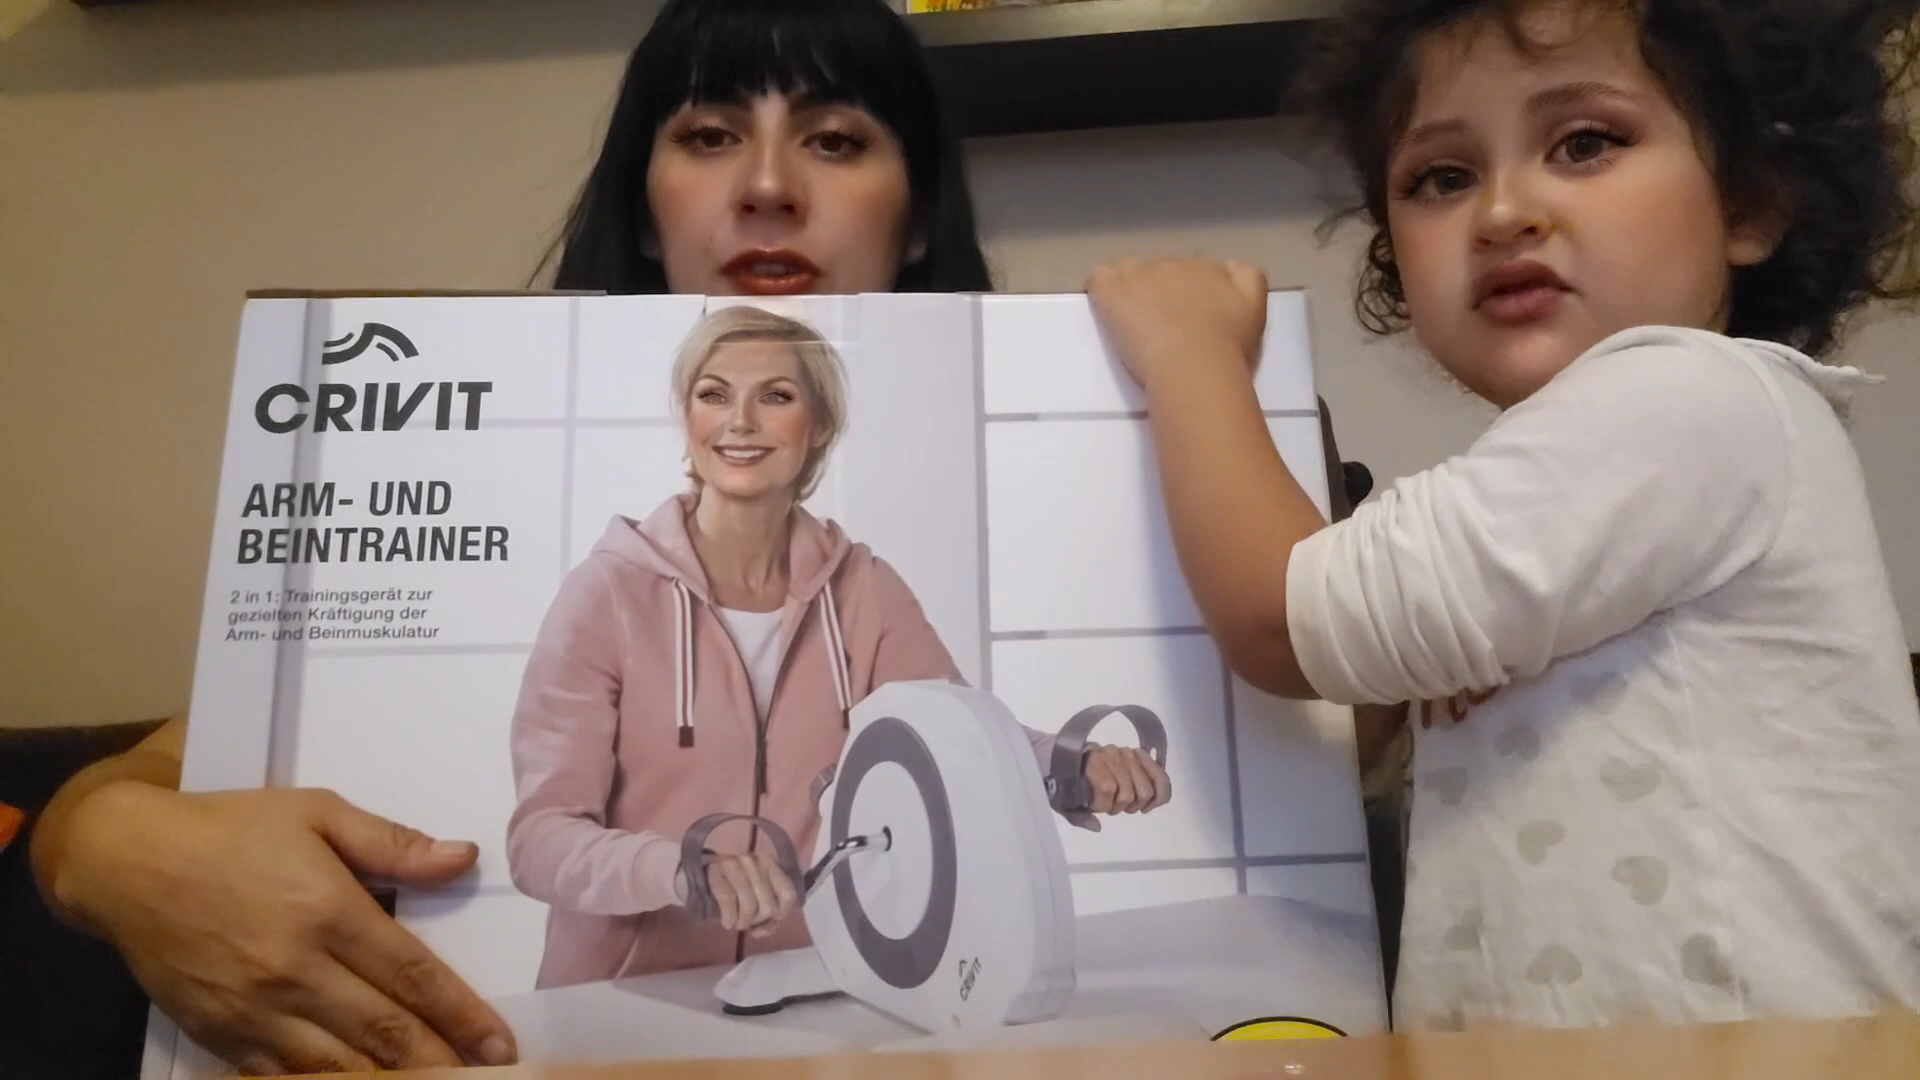 CRIVIT
ARM- UND
BEINTRAINER
2 in 1: Trainingsgerät zur
gezielten Kräftigung der
Arm- und Beinmuskulatur
CRIVIT